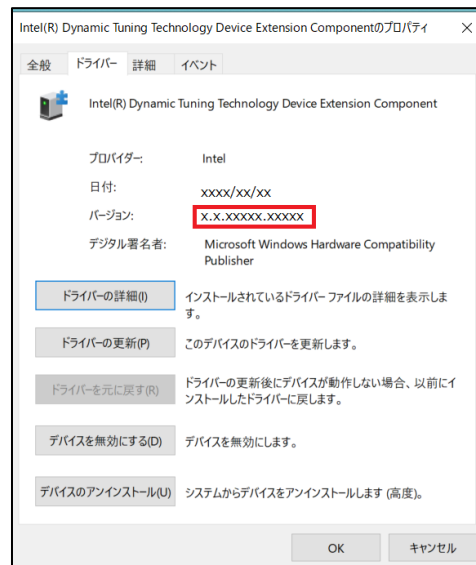 Intel(R) Dynamic Tuning Technology Device Extension Componentのプロパティ ×
全般 ドライバー 詳細 イベント
Intel(R) Dynamic Tuning Technology Device Extension Component
プロバイダー: Intel
日付: xxxx/xx/xx
バージョン: x.x.xxxxx.xxxxx
デジタル署名者: Microsoft Windows Hardware Compatibility
Publisher
ドライバーの詳細(I) インストールされているドライバー ファイルの詳細を表示しま
す。
ドライバーの更新(P) このデバイスのドライバーを更新します。
ドライバーを元に戻す(R) ドライバーの更新後にデバイスが動作しない場合、以前にイ
ンストールしたドライバーに戻します。
デバイスを無効にする(D) デバイスを無効にします。
デバイスのアンインストール(U) システムからデバイスをアンインストールします (高度)。
OK キャンセル